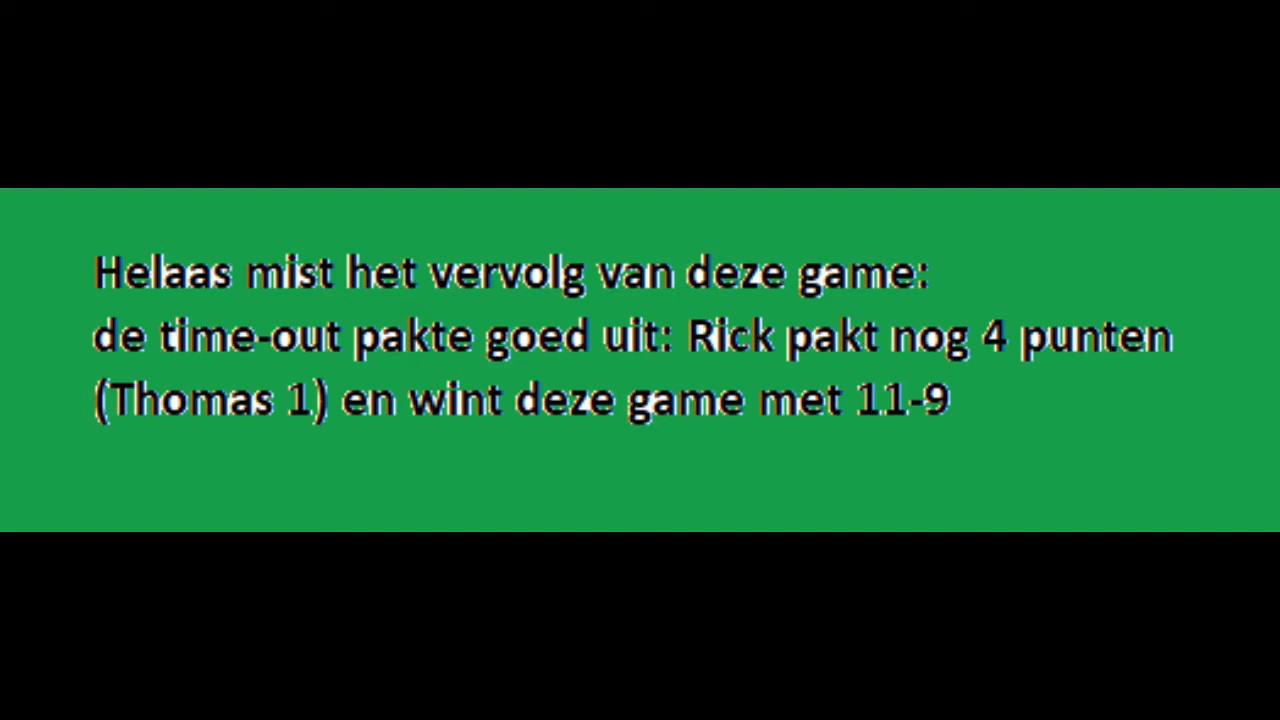 Helaas mist het vervolg van deze game:
de time-out pakte goed uit: Rick pakt nog 4 punten
(Thomas 1) en wint deze game met 11-9